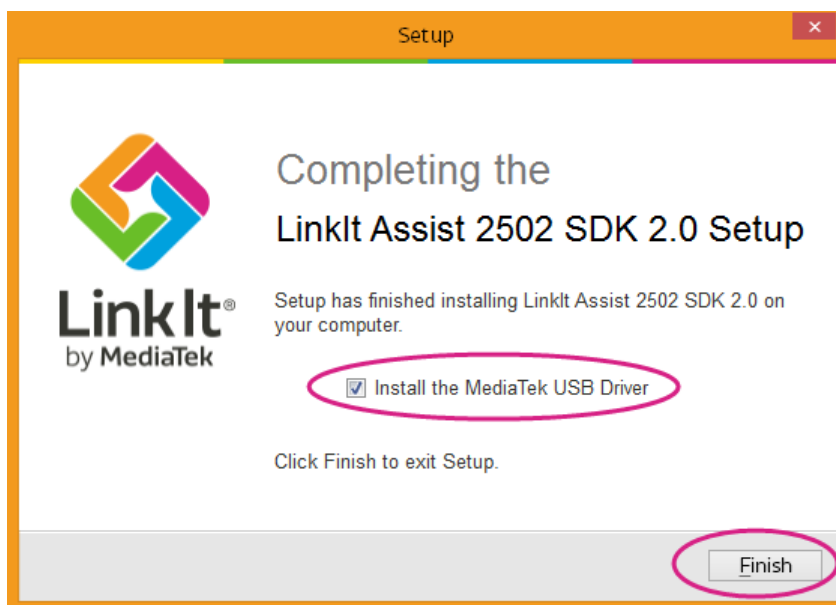 Setup
Completing the
LinkIt Assist 2502 SDK 2.0 Setup
LinkIt®
by MediaTek
Setup has finished installing LinkIt Assist 2502 SDK 2.0 on
your computer.
Install the MediaTek USB Driver
Click Finish to exit Setup.
Finish